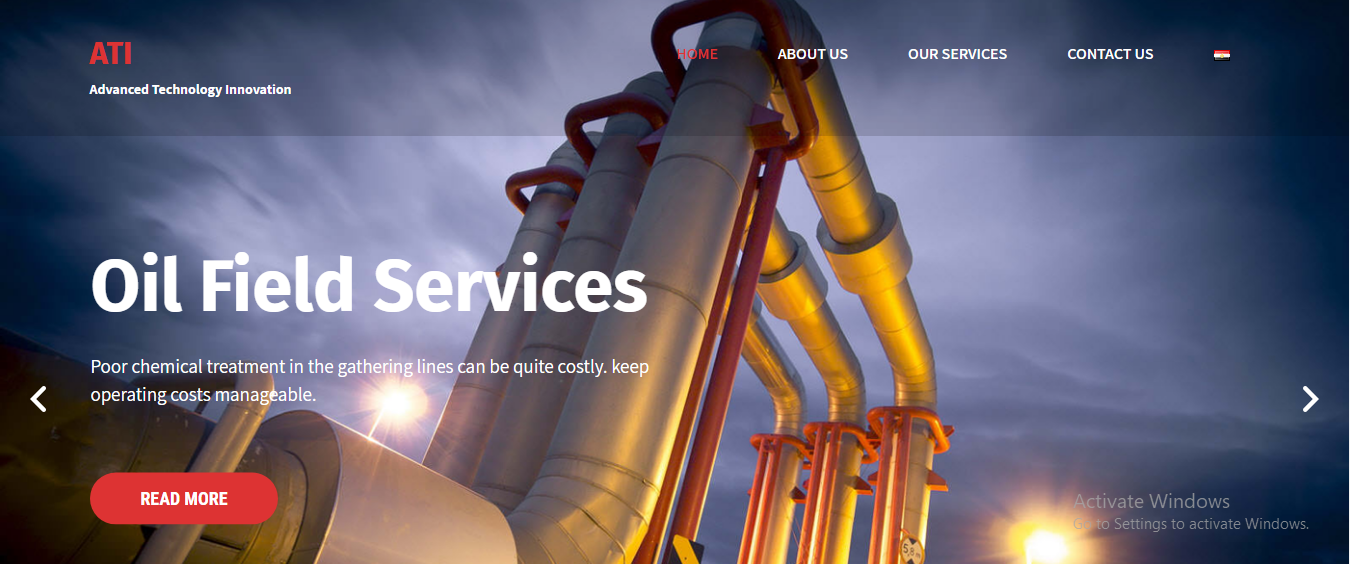 ATI
Advanced Technology Innovation
HOME
ABOUT US
OUR SERVICES
CONTACT US
Oil Field Services
Poor chemical treatment in the gathering lines can be quite costly. keep
operating costs manageable.
READ MORE
Activate Windows
Go to Settings to activate Windows.
5,8 m